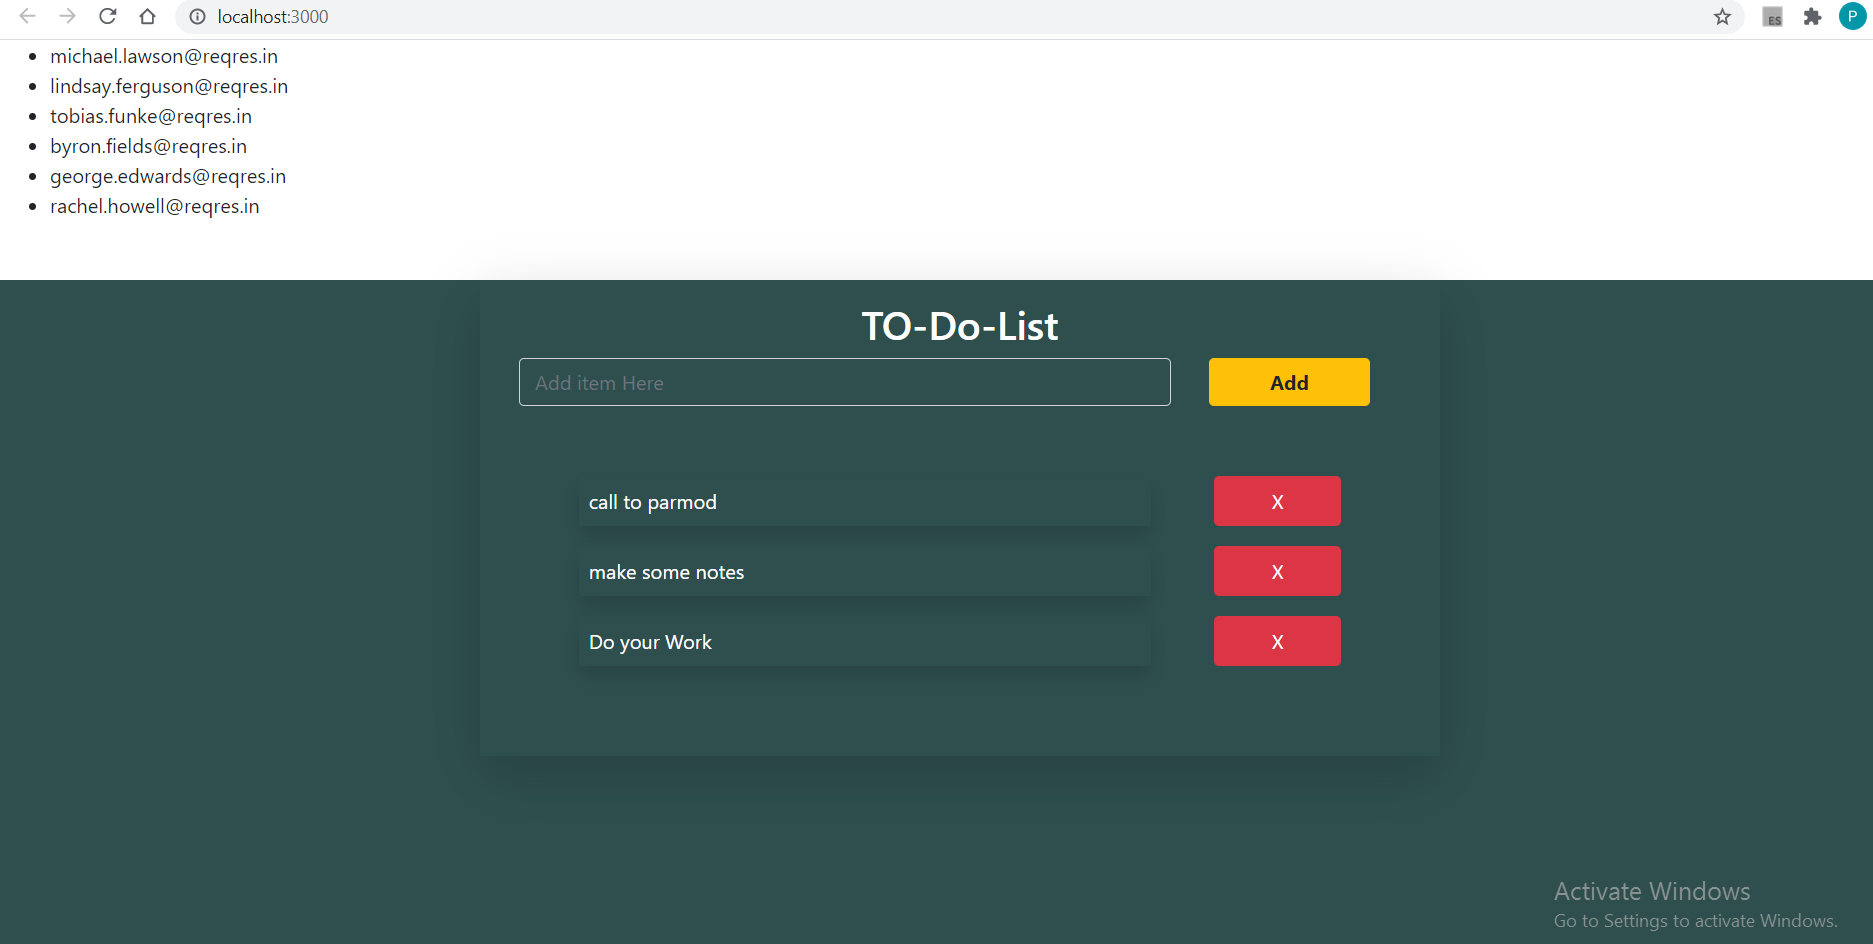 localhost:3000
ES
P
michael.lawson@reqres.in
lindsay.ferguson@reqres.in
tobias.funke@reqres.in
byron.fields@reqres.in
george.edwards@reqres.in
rachel.howell@reqres.in
TO-Do-List
Add item Here
Add
call to parmod
X
make some notes
X
Do your Work
X
Activate Windows
Go to Settings to activate Windows.